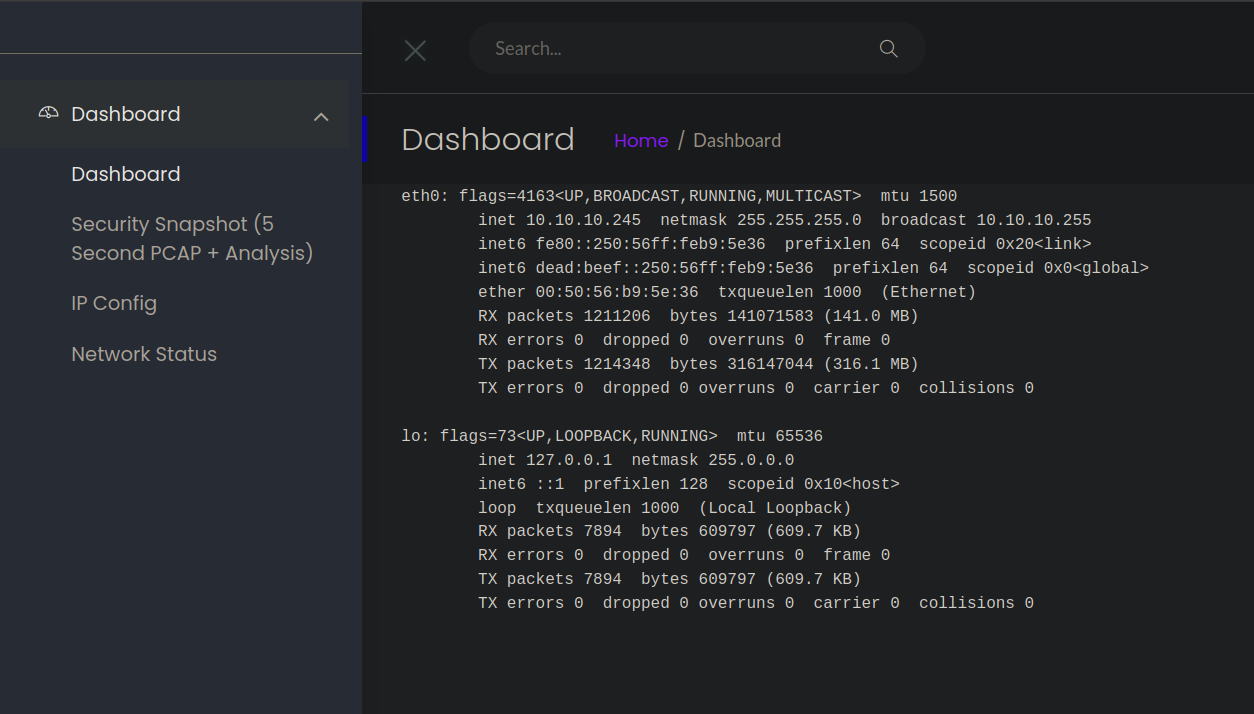 Search...
Dashboard
Dashboard
Security Snapshot (5
Second PCAP + Analysis)
IP Config
Network Status
Dashboard Home / Dashboard
eth0: flags=4163<UP,BROADCAST,RUNNING,MULTICAST>  mtu 1500
        inet 10.10.10.245  netmask 255.255.255.0  broadcast 10.10.10.255
        inet6 fe80::250:56ff:feb9:5e36  prefixlen 64  scopeid 0x20<link>
        inet6 dead:beef::250:56ff:feb9:5e36  prefixlen 64  scopeid 0x0<global>
        ether 00:50:56:b9:5e:36  txqueuelen 1000  (Ethernet)
        RX packets 1211206  bytes 141071583 (141.0 MB)
        RX errors 0  dropped 0  overruns 0  frame 0
        TX packets 1214348  bytes 316147044 (316.1 MB)
        TX errors 0  dropped 0 overruns 0  carrier 0  collisions 0
lo: flags=73<UP,LOOPBACK,RUNNING>  mtu 65536
        inet 127.0.0.1  netmask 255.0.0.0
        inet6 ::1  prefixlen 128  scopeid 0x10<host>
        loop  txqueuelen 1000  (Local Loopback)
        RX packets 7894  bytes 609797 (609.7 KB)
        RX errors 0  dropped 0  overruns 0  frame 0
        TX packets 7894  bytes 609797 (609.7 KB)
        TX errors 0  dropped 0 overruns 0  carrier 0  collisions 0